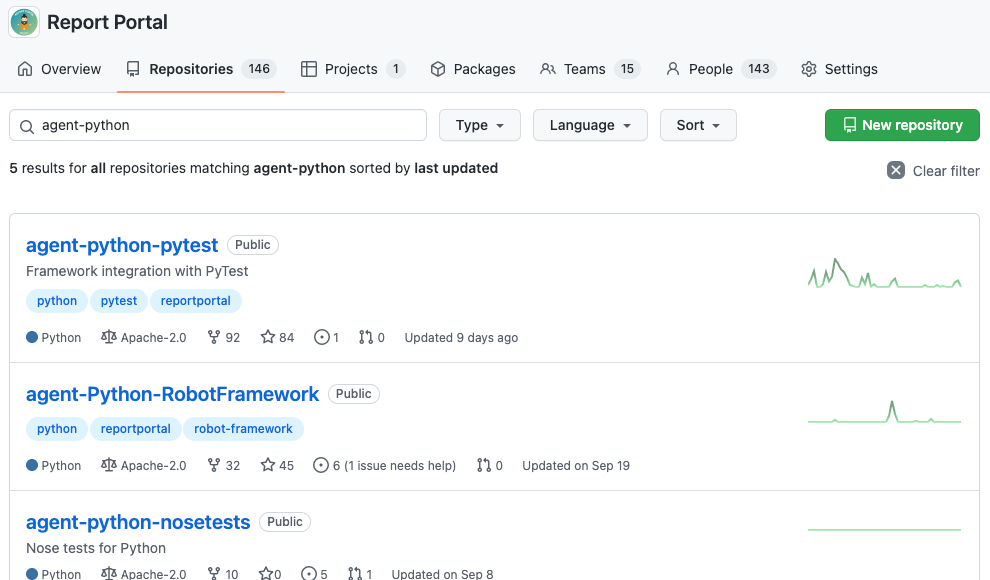 Report Portal
Overview Repositories 146 Projects 1 Packages Teams 15 People 143 Settings
agent-python Type Language Sort New repository
5 results for all repositories matching agent-python sorted by last updated Clear filter
agent-python-pytest Public
Framework integration with PyTest
python pytest reportportal
Python Apache-2.0 92 84 1 0 Updated 9 days ago
agent-Python-RobotFramework Public
python reportportal robot-framework
Python Apache-2.0 32 45 6 (1 issue needs help) 0 Updated on Sep 19
agent-python-nosetests Public
Nose tests for Python
Python Apache-2.0 10 0 5 1 Updated on Sep 8